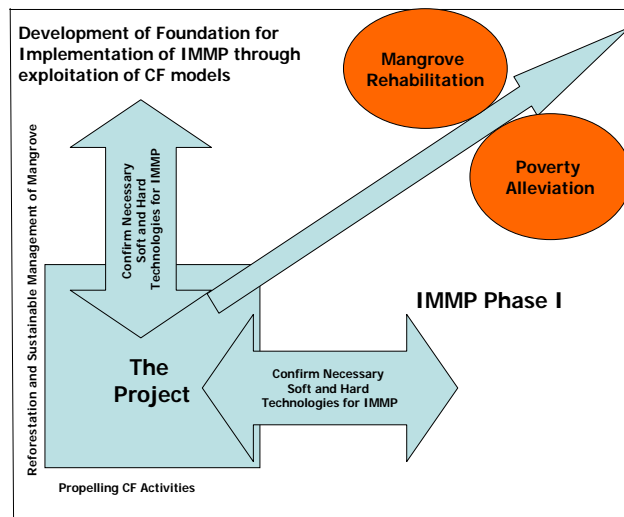 Development of Foundation for
Implementation of IMMP through
exploitation of CF models
Mangrove
Rehabilitation
Poverty
Alleviation
Reforestation and Sustainable Management of Mangrove
Confirm Necessary
Soft and Hard
Technologies for IMMP
IMMP Phase I
The
Project
Confirm Necessary
Soft and Hard
Technologies for IMMP
Propelling CF Activities